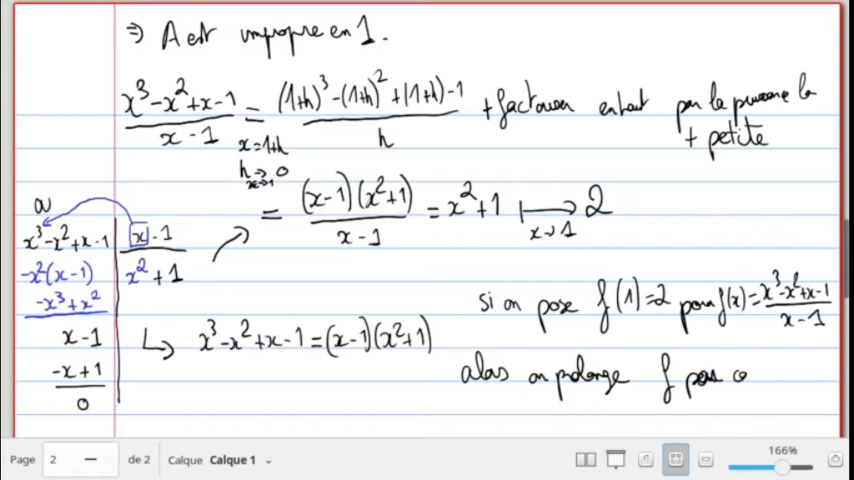 ⇒ A est impropre en 1.
x³-x²+x-1 / x-1 = (1+h)³-(1+h)²+(1+h)-1 / h + factoriser en haut par la puissance la + petite
x=1+h
h→0
x→1
= (x-1)(x²+1) / x-1 = x²+1 ↦ 2
x→1
ou
x³-x²+x-1 | x-1
-x²(x-1) | x²+1
-x³+x²
x-1
-x+1
0
↳ x³-x²+x-1=(x-1)(x²+1)
si on pose f(1)=2 pour f(x)= x³-x²+x-1 / x-1
alors on prolonge f par c
Page 2 de 2 Calque Calque 1 166%